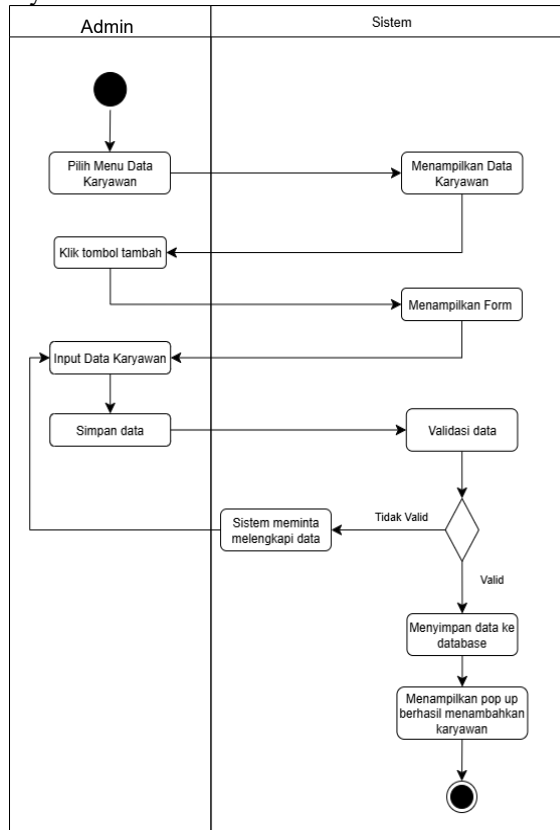 Admin
Sistem
Pilih Menu Data
Karyawan
Menampilkan Data
Karyawan
Klik tombol tambah
Menampilkan Form
Input Data Karyawan
Simpan data
Validasi data
Sistem meminta
melengkapi data
Tidak Valid
Valid
Menyimpan data ke
database
Menampilkan pop up
berhasil menambahkan
karyawan